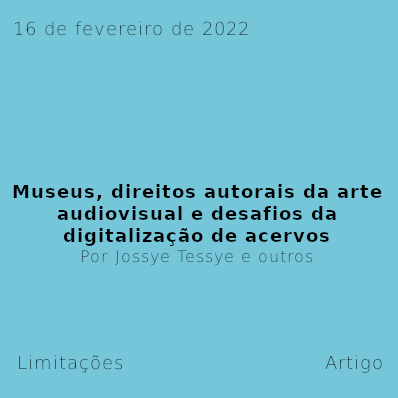 16 de fevereiro de 2022
Museus, direitos autorais da arte
audiovisual e desafios da
digitalização de acervos
Por Jossye Tessye e outros
Limitações
Artigo